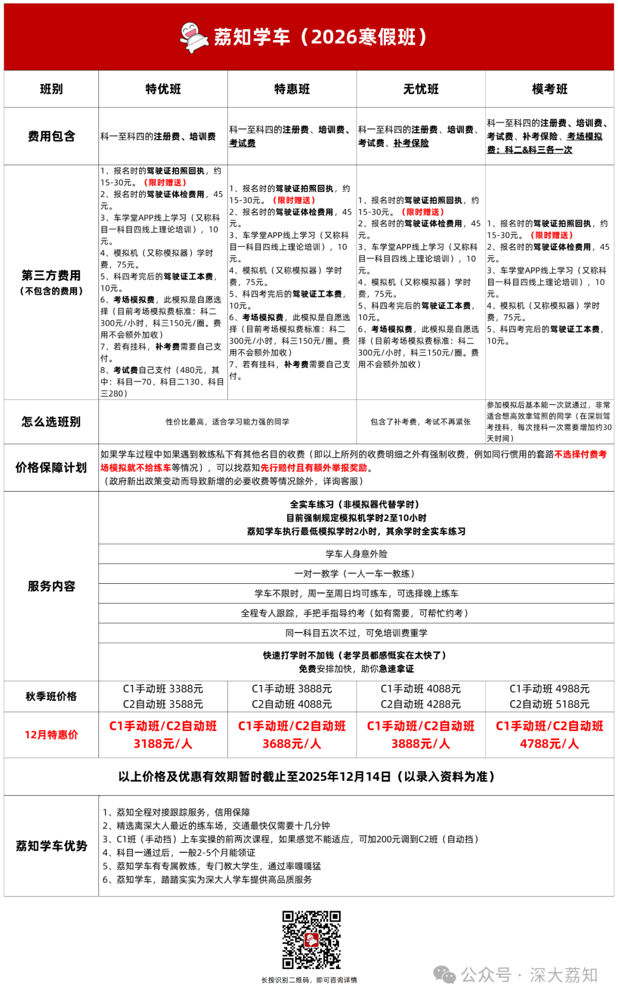 荔知学车（2026寒假班）
班别
特优班
特惠班
无忧班
模考班
费用包含
科一至科四的注册费、培训费
科一至科四的注册费、培训费、
考试费
科一至科四的注册费、培训费、
考试费、补考保险
科一至科四的注册费、培训费、
考试费、补考保险、考场模拟
费：科二&科三各一次
第三方费用
（不包含的费用）
1、报名时的驾驶证拍照回执，约
15-30元。（限时赠送）
2、报名时的驾驶证体检费用，45
元。
3、车学堂APP线上学习（又称科
目一科目四线上理论培训），10
元。
4、模拟机（又称模拟器）学时
费，75元。
5、科四考完后的驾驶证工本费，
10元。
6、考场模拟费，此模拟是自愿选
择（目前考场模拟费标准：科二
300元/小时，科三150元/圈。费
用不会额外加收）
7、若有挂科，补考费需要自己支
付。
8、考试费自己支付（480元，其
中：科目一70、科目二130、科目
三280）
1、报名时的驾驶证拍照回执，约
15-30元。（限时赠送）
2、报名时的驾驶证体检费用，45
元。
3、车学堂APP线上学习（又称科
目一科目四线上理论培训），10
元。
4、模拟机（又称模拟器）学时
费，75元。
5、科四考完后的驾驶证工本费，
10元。
6、考场模拟费，此模拟是自愿选
择（目前考场模拟费标准：科二
300元/小时，科三150元/圈。费
用不会额外加收）
7、若有挂科，补考费需要自己支
付。
1、报名时的驾驶证拍照回执，约
15-30元。（限时赠送）
2、报名时的驾驶证体检费用，45
元。
3、车学堂APP线上学习（又称科
目一科目四线上理论培训），10
元。
4、模拟机（又称模拟器）学时
费，75元。
5、科四考完后的驾驶证工本费，
10元。
6、考场模拟费，此模拟是自愿选
择（目前考场模拟费标准：科二
300元/小时，科三150元/圈。费
用不会额外加收）
1、报名时的驾驶证拍照回执，约
15-30元。（限时赠送）
2、报名时的驾驶证体检费用，45
元。
3、车学堂APP线上学习（又称科
目一科目四线上理论培训），10
元。
4、模拟机（又称模拟器）学时
费，75元。
5、科四考完后的驾驶证工本费，
10元。
怎么选班别
性价比最高，适合学习能力强的同学
包含了补考费，考试不再紧张
参加模拟后基本能一次就通过，非常
适合想高效拿驾照的同学（在深圳驾
考挂科，每次挂科一次需要增加约30
天时间）
价格保障计划
如果学车过程中如果遇到教练私下有其他名目的收费（即以上所列的收费明细之外有强制收费，例如同行惯用的套路不选择付费考
场模拟就不给练车等情况），可以找荔知先行赔付且有额外举报奖励。
（政府新出政策变动而导致新增的必要收费等情况除外，详询客服）
服务内容
全实车练习（非模拟器代替学时）
目前强制规定模拟机学时2至10小时
荔知学车执行最低模拟学时2小时，其余学时全实车练习
学车人身意外险
一对一教学（一人一车一教练）
学车不限时，周一至周日均可练车，可选择晚上练车
全程专人跟踪，手把手指导约考（如有需要，可帮忙约考）
同一科目五次不过，可免培训费重学
快速打学时不加钱（老学员都感慨实在太快了）
免费安排加快，助你急速拿证
秋季班价格
C1手动班 3388元
C2自动班 3588元
C1手动班 3888元
C2自动班 4088元
C1手动班 4088元
C2自动班 4288元
C1手动班 4988元
C2自动班 5188元
12月特惠价
C1手动班/C2自动班
3188元/人
C1手动班/C2自动班
3688元/人
C1手动班/C2自动班
3888元/人
C1手动班/C2自动班
4788元/人
以上价格及优惠有效期暂时截止至2025年12月14日（以录入资料为准）
荔知学车优势
1、荔知全程对接跟踪服务，信用保障
2、精选离深大人最近的练车场，交通最快仅需要十几分钟
3、C1班（手动挡）上车实操的前两次课程，如果感觉不能适应，可加200元调到C2班（自动挡）
4、科目一通过后，一般2-5个月能领证
5、荔知学车有专属教练，专门教大学生，通过率嘎嘎猛
6、荔知学车，踏踏实实为深大人学车提供高品质服务
长按识别二维码，即可咨询详情
公众号·深大荔知